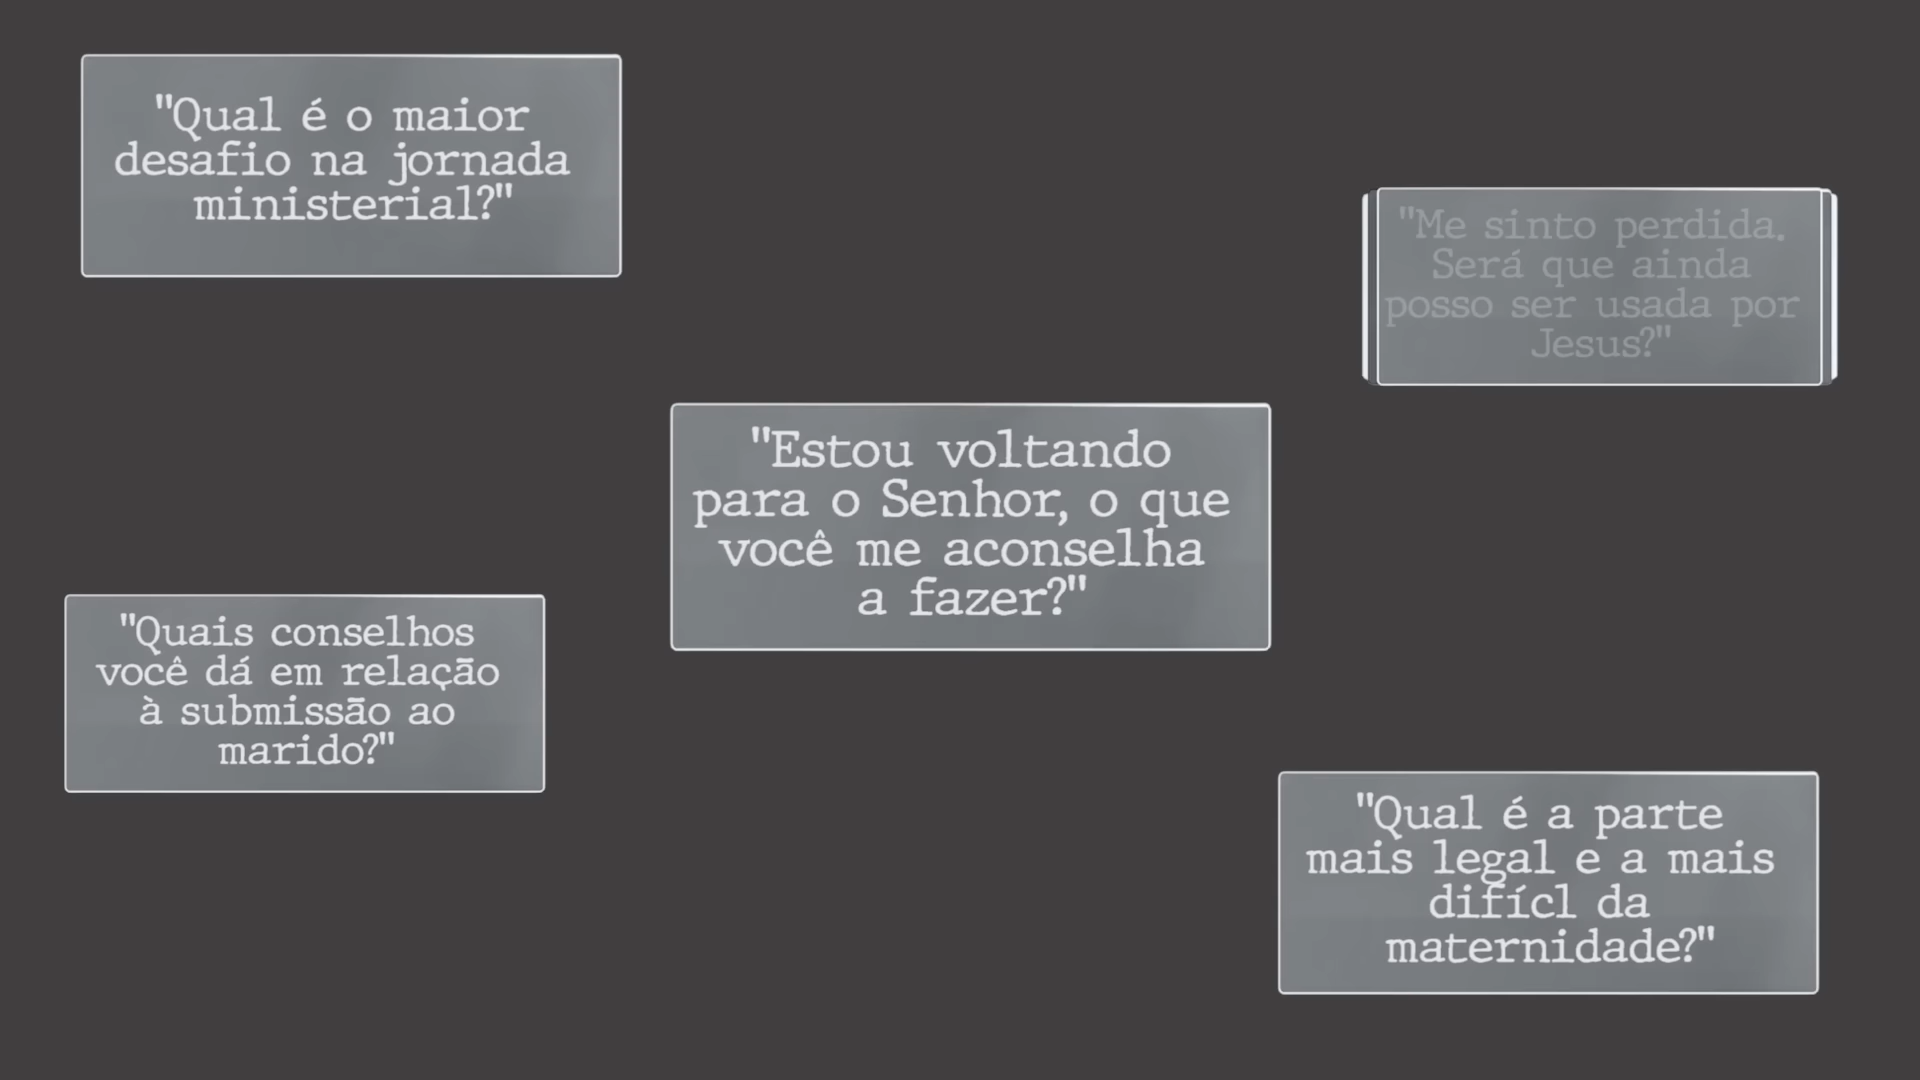 "Qual é o maior
desafio na jornada
ministerial?"
"Me sinto perdida.
Será que ainda
posso ser usada por
Jesus?"
"Estou voltando
para o Senhor, o que
você me aconselha
a fazer?"
"Quais conselhos
você dá em relação
à submissão ao
marido?"
"Qual é a parte
mais legal e a mais
difícl da
maternidade?"